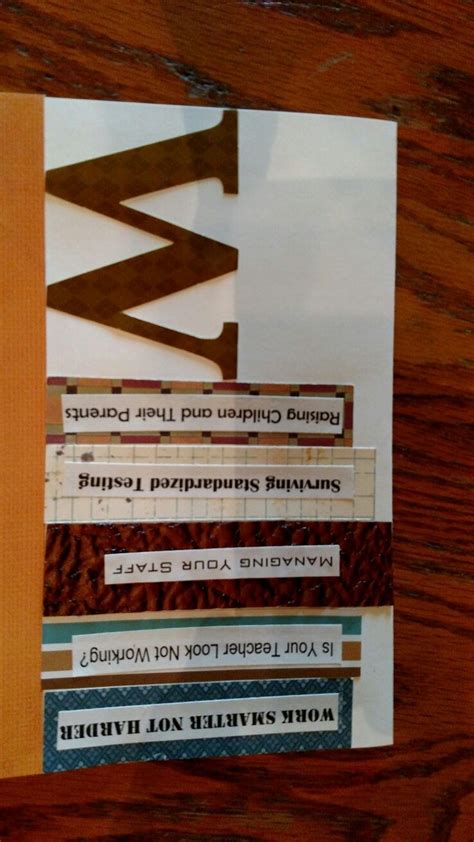 WORK SMARTER NOT HARDER
Is Your Teacher Look Not Working?
MANAGING YOUR STAFF
Surviving Standardized Testing
Raising Children and Their Parents
W